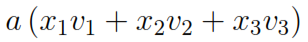 a (x₁v₁ + x₂v₂ + x₃v₃)